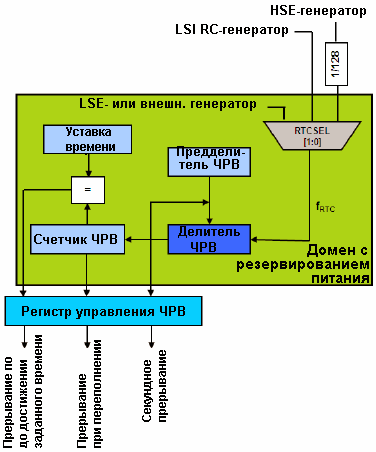 HSE-генератор
LSI RC-генератор
1/128
LSE- или внешн. генератор
RTCSEL
[1:0]
Уставка
времени
Предделитель ЧРВ
=
fRTC
Счетчик ЧРВ
Делитель
ЧРВ
Домен с
резервированием
питания
Регистр управления ЧРВ
Прерывание по
до достижении
заданного времени
Прерывание
при переполнении
Секундное
прерывание